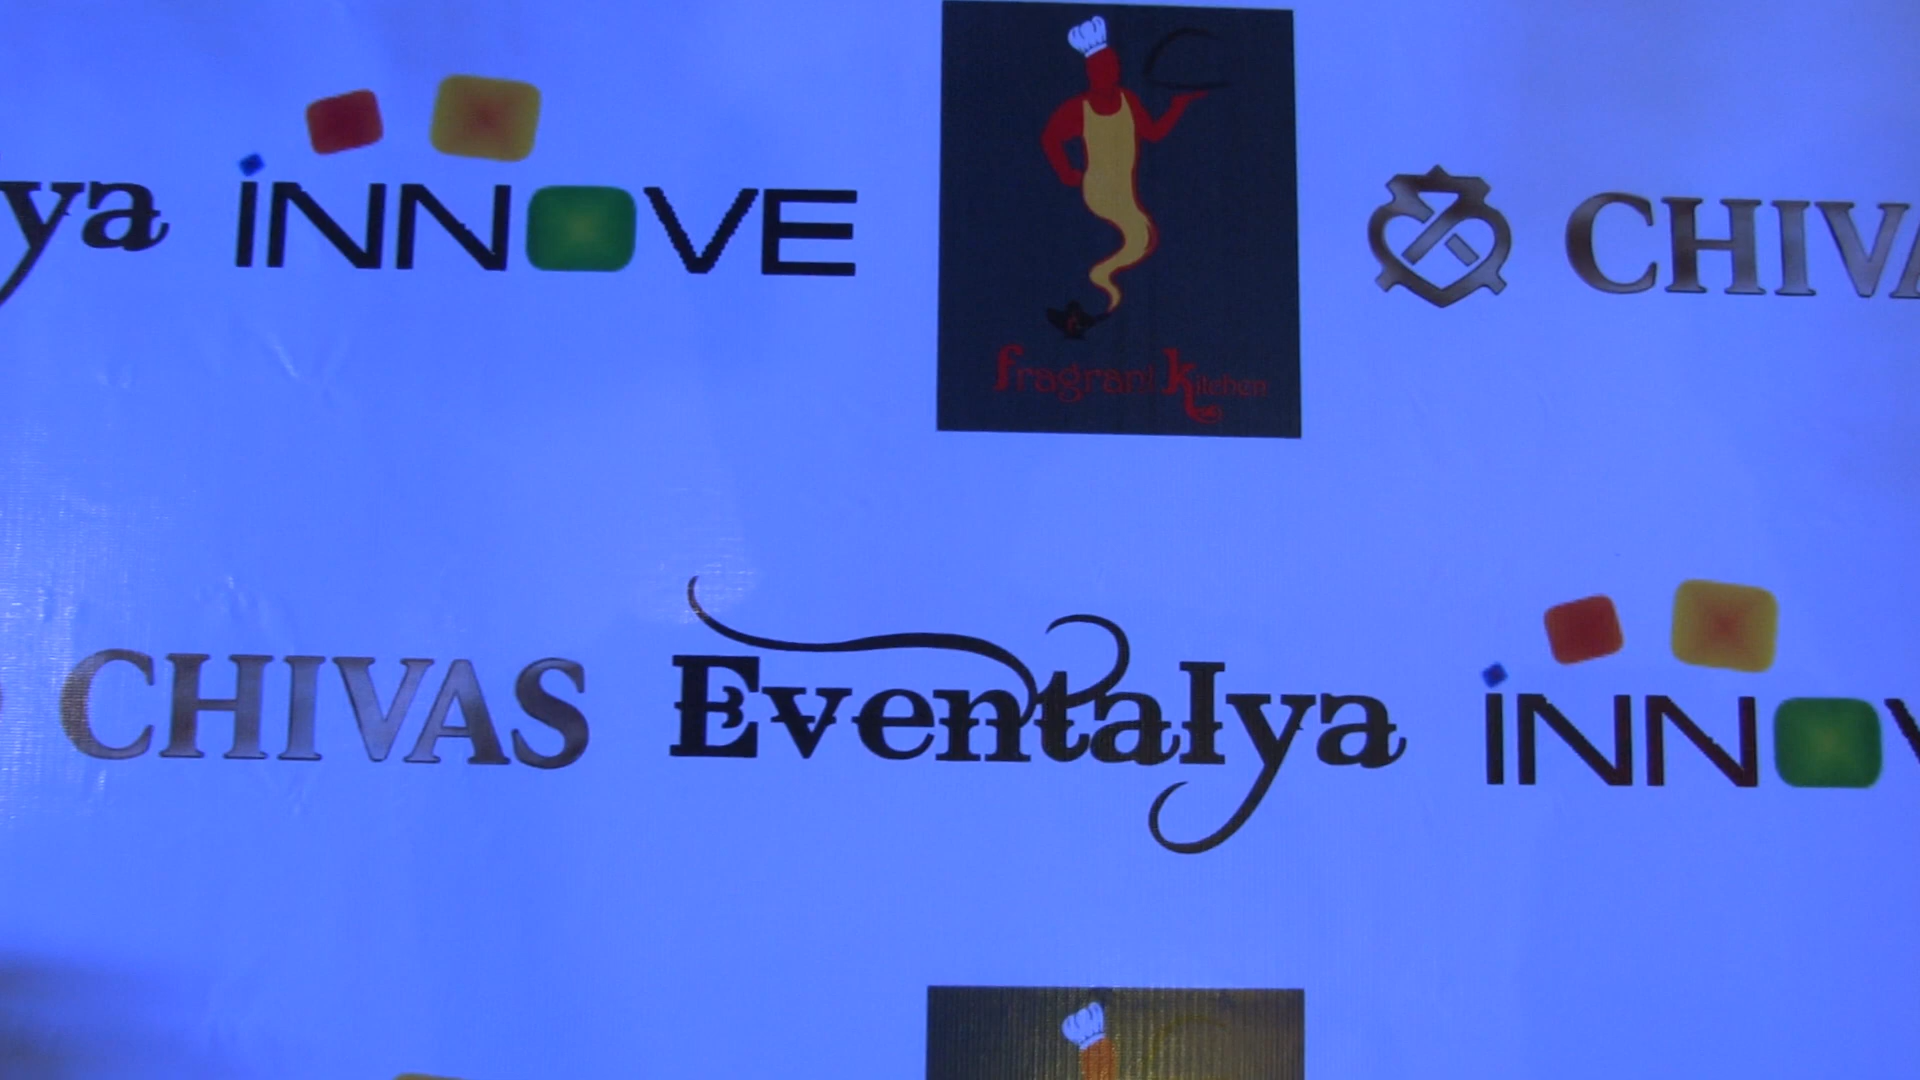 ya
iNNOVE
fragrant Kitchen
CHIVA
CHIVAS
Eventalya
iNNOV